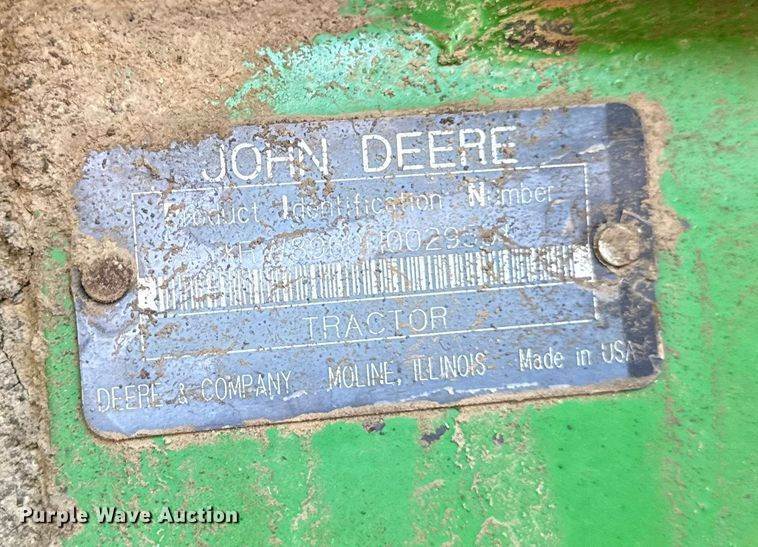 JOHN DEERE
Product Identification Number
TRACTOR
DEERE & COMPANY MOLINE, ILLINOIS Made in USA
Purple Wave Auction